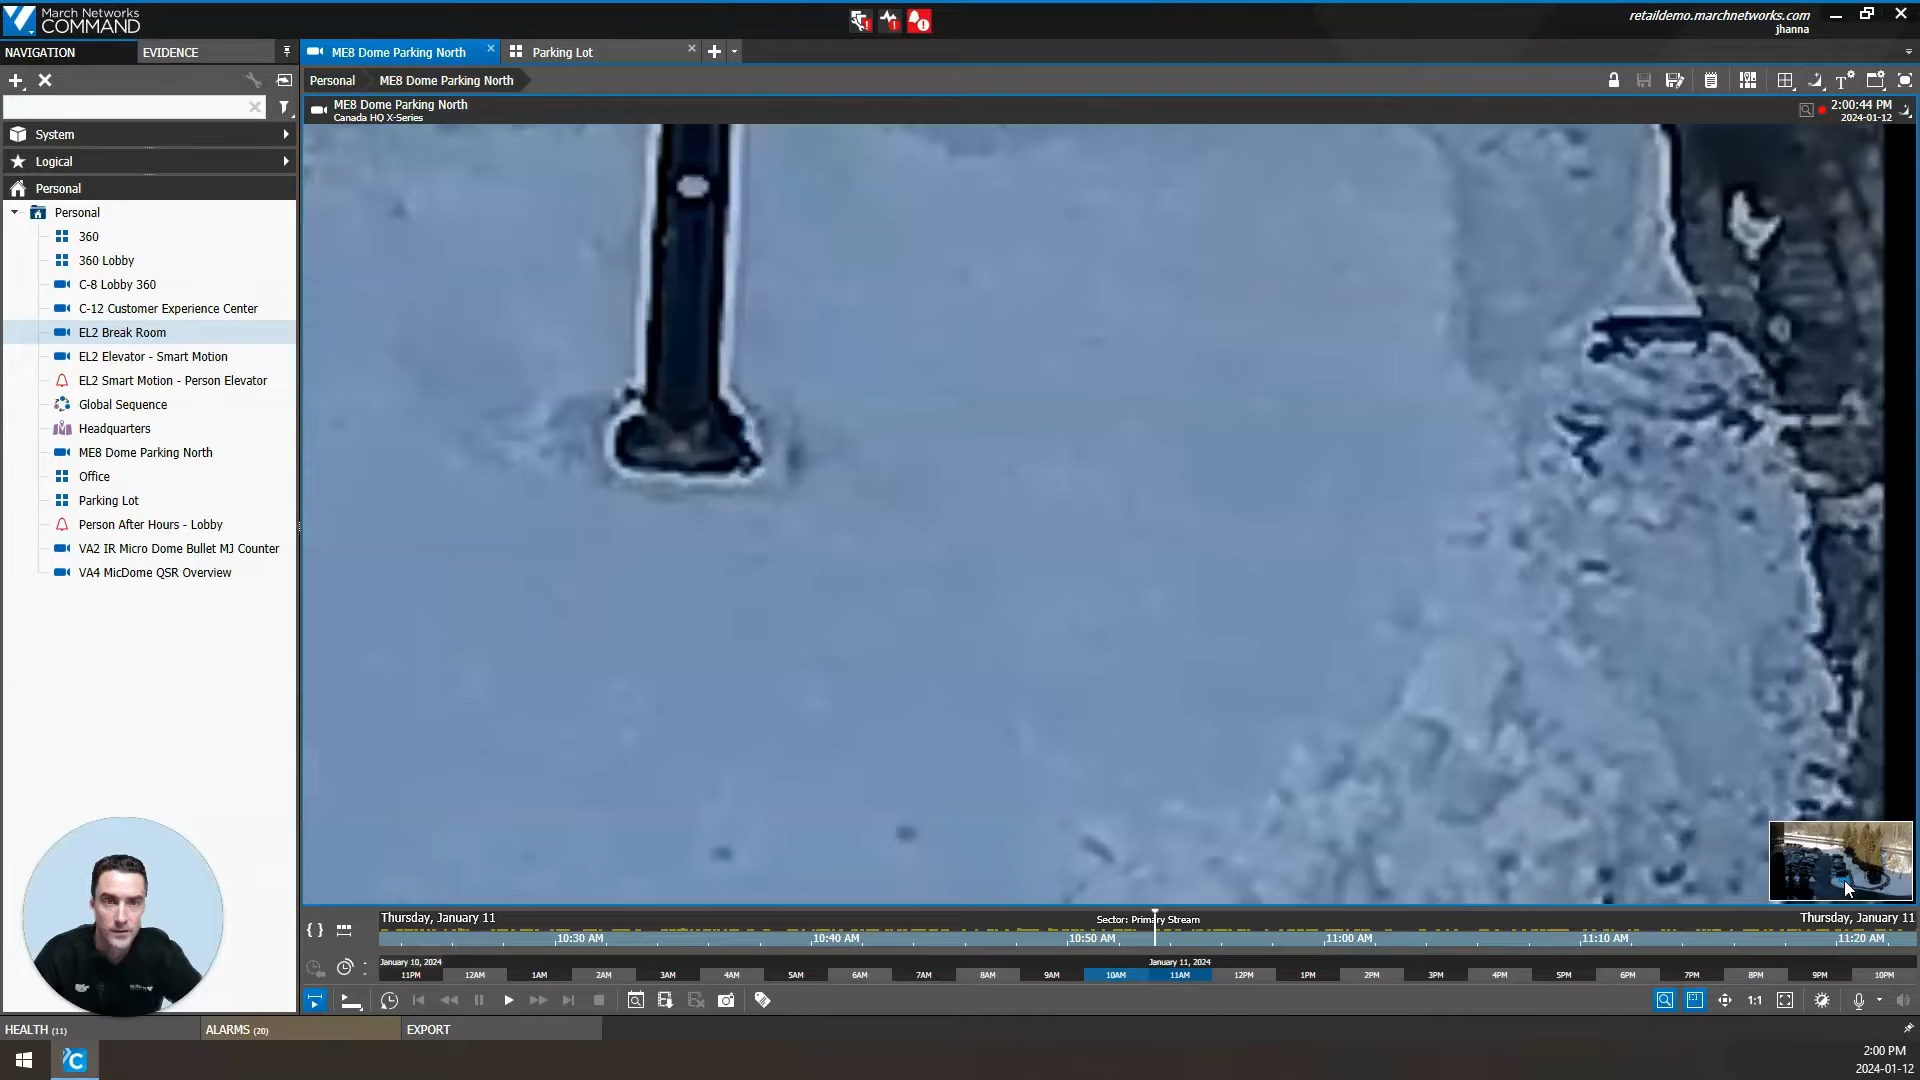 March Networks
COMMAND
retaildemo.marchnetworks.com
jhanna
NAVIGATION
EVIDENCE
ME8 Dome Parking North
Parking Lot
Personal
ME8 Dome Parking North
ME8 Dome Parking North
Canada HQ X-Series
2:00:44 PM
2024-01-12
System
Logical
Personal
Personal
360
360 Lobby
C-8 Lobby 360
C-12 Customer Experience Center
EL2 Break Room
EL2 Elevator - Smart Motion
EL2 Smart Motion - Person Elevator
Global Sequence
Headquarters
ME8 Dome Parking North
Office
Parking Lot
Person After Hours - Lobby
VA2 IR Micro Dome Bullet MJ Counter
VA4 MicDome QSR Overview
Thursday, January 11
Sector: Primary Stream
Thursday, January 11
10:30 AM 10:40 AM 10:50 AM 11:00 AM 11:10 AM 11:20 AM
January 10, 2024
January 11, 2024
11PM 12AM 1AM 2AM 3AM 4AM 5AM 6AM 7AM 8AM 9AM 10AM 11AM 12PM 1PM 2PM 3PM 4PM 5PM 6PM 7PM 8PM 9PM 10PM
1:1
HEALTH (11)
ALARMS (20)
EXPORT
2:00 PM
2024-01-12